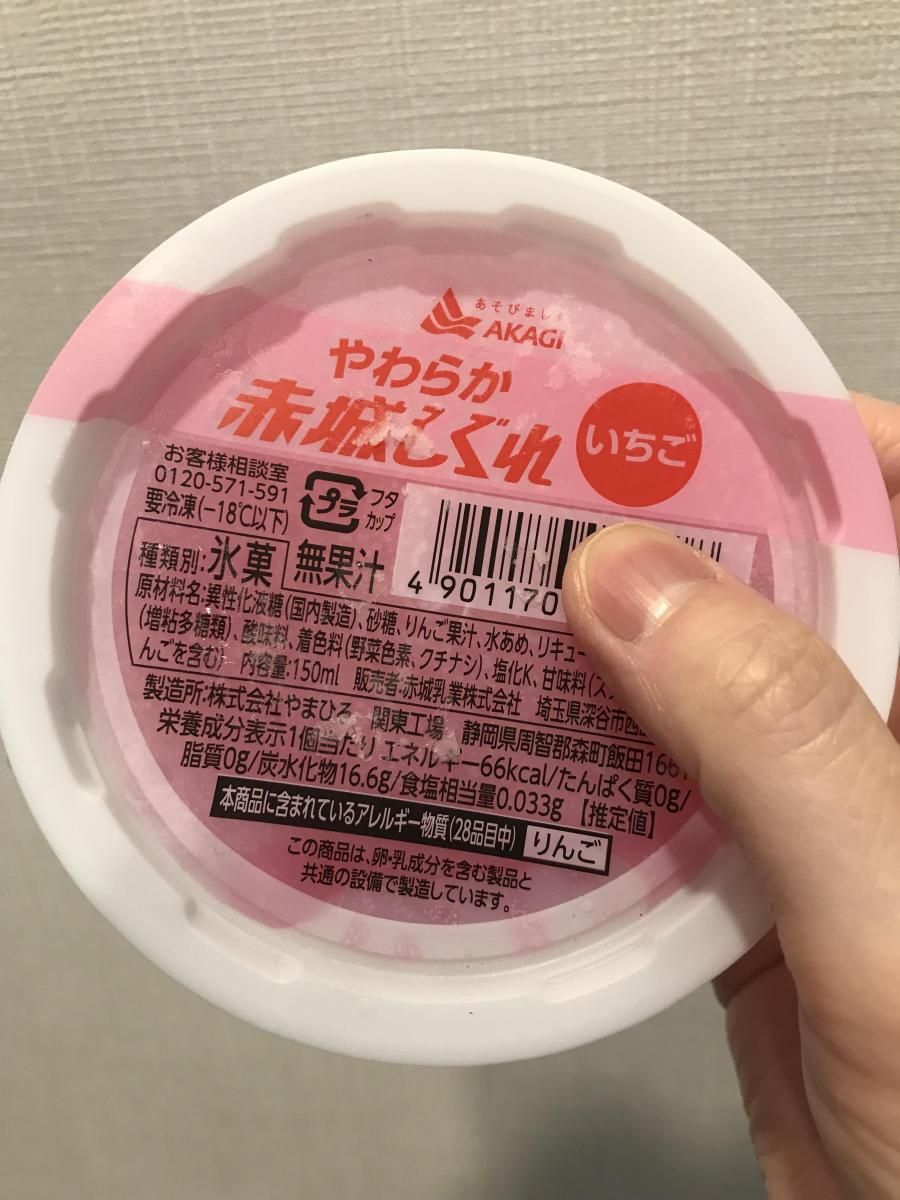 あそびまし
AKAGI
やわらか
赤城しぐれ
いちご
お客様相談室
0120-571-591
要冷凍(-18℃以下)
プラ
フタ
カップ
4 901170
種類別:氷菓 無果汁
原材料名:異性化液糖(国内製造)、砂糖、りんご果汁、水あめ、リキュー
(増粘多糖類)、酸味料、着色料(野菜色素、クチナシ)、塩化K、甘味料(ス
んごを含む) 内容量:150ml 販売者:赤城乳業株式会社 埼玉県深谷市
製造所:株式会社やまひろ 関東工場 静岡県周智郡森町飯田166
栄養成分表示1個当たりエネルギー66kcal/たんぱく質0g/
脂質0g/炭水化物16.6g/食塩相当量0.033g 【推定値】
本商品に含まれているアレルギー物質(28品目中) りんご
この商品は、卵・乳成分を含む製品と
共通の設備で製造しています。